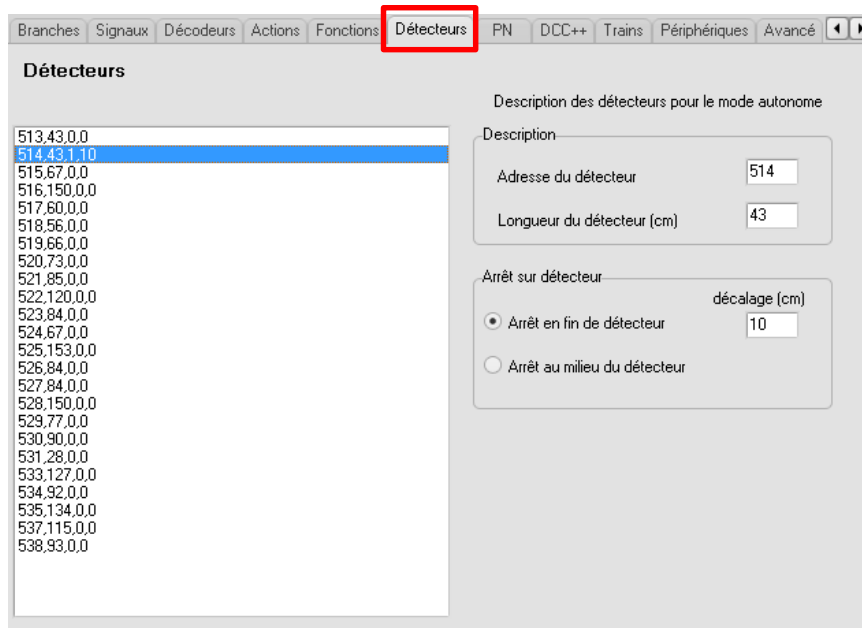 Branches Signaux Décodeurs Actions Fonctions Détecteurs PN DCC++ Trains Périphériques Avancé
Détecteurs
513,43,0,0
514,43,1,10
515,67,0,0
516,150,0,0
517,60,0,0
518,56,0,0
519,66,0,0
520,73,0,0
521,85,0,0
522,120,0,0
523,84,0,0
524,67,0,0
525,153,0,0
526,84,0,0
527,84,0,0
528,150,0,0
529,77,0,0
530,90,0,0
531,28,0,0
533,127,0,0
534,92,0,0
535,134,0,0
537,115,0,0
538,93,0,0
Description des détecteurs pour le mode autonome
Description
Adresse du détecteur 514
Longueur du détecteur (cm) 43
Arrêt sur détecteur
décalage (cm)
Arrêt en fin de détecteur 10
Arrêt au milieu du détecteur